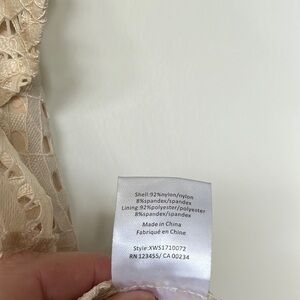 Shell:92%nylon/nylon
8%spandex/spandex
Lining:92%polyester/polyester
8%spandex/spandex
Made in China
Fabriqué en China
Style:XWS1710072
RN 123455/ CA 00234